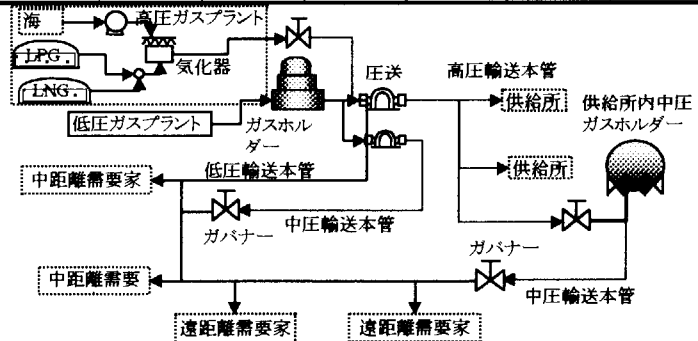 海
高圧ガスプラント
L.P.G.
気化器
LNG.
低圧ガスプラント
ガスホル
ダー
圧送
高圧輸送本管
供給所
供給所内中圧
ガスホルダー
供給所
低圧輸送本管
中距離需要家
中圧輸送本管
ガバナー
ガバナー
中距離需要
中圧輸送本管
遠距離需要家
遠距離需要家